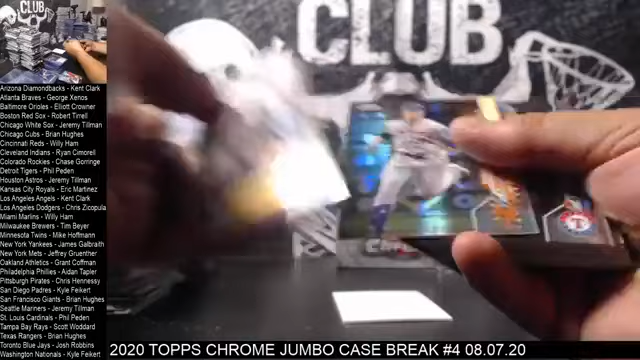 CLUB
CLUB
Arizona Diamondbacks - Kent Clark
Atlanta Braves - George Xenos
Baltimore Orioles - Elliott Crowner
Boston Red Sox - Robert Tirrell
Chicago White Sox - Jeremy Tillman
Chicago Cubs - Brian Hughes
Cincinnati Reds - Willy Ham
Cleveland Indians - Ryan Cimorell
Colorado Rockies - Chase Gorringe
Detroit Tigers - Phil Peden
Houston Astros - Jeremy Tillman
Kansas City Royals - Eric Martinez
Los Angeles Angels - Kent Clark
Los Angeles Dodgers - Chris Zicopula
Miami Marlins - Willy Ham
Milwaukee Brewers - Tim Beyer
Minnesota Twins - Mike Hoffmann
New York Yankees - James Galbraith
New York Mets - Jeffrey Gruenther
Oakland Athletics - Grant Coffman
Philadelphia Phillies - Aidan Tapler
Pittsburgh Pirates - Chris Hennessy
San Diego Padres - Kyle Feikert
San Francisco Giants - Brian Hughes
Seattle Mariners - Jeremy Tillman
St. Louis Cardinals - Phil Peden
Tampa Bay Rays - Scott Woddard
Texas Rangers - Brian Hughes
Toronto Blue Jays - Josh Robbins
Washington Nationals - Kyle Feikert
2020 TOPPS CHROME JUMBO CASE BREAK #4 08.07.20